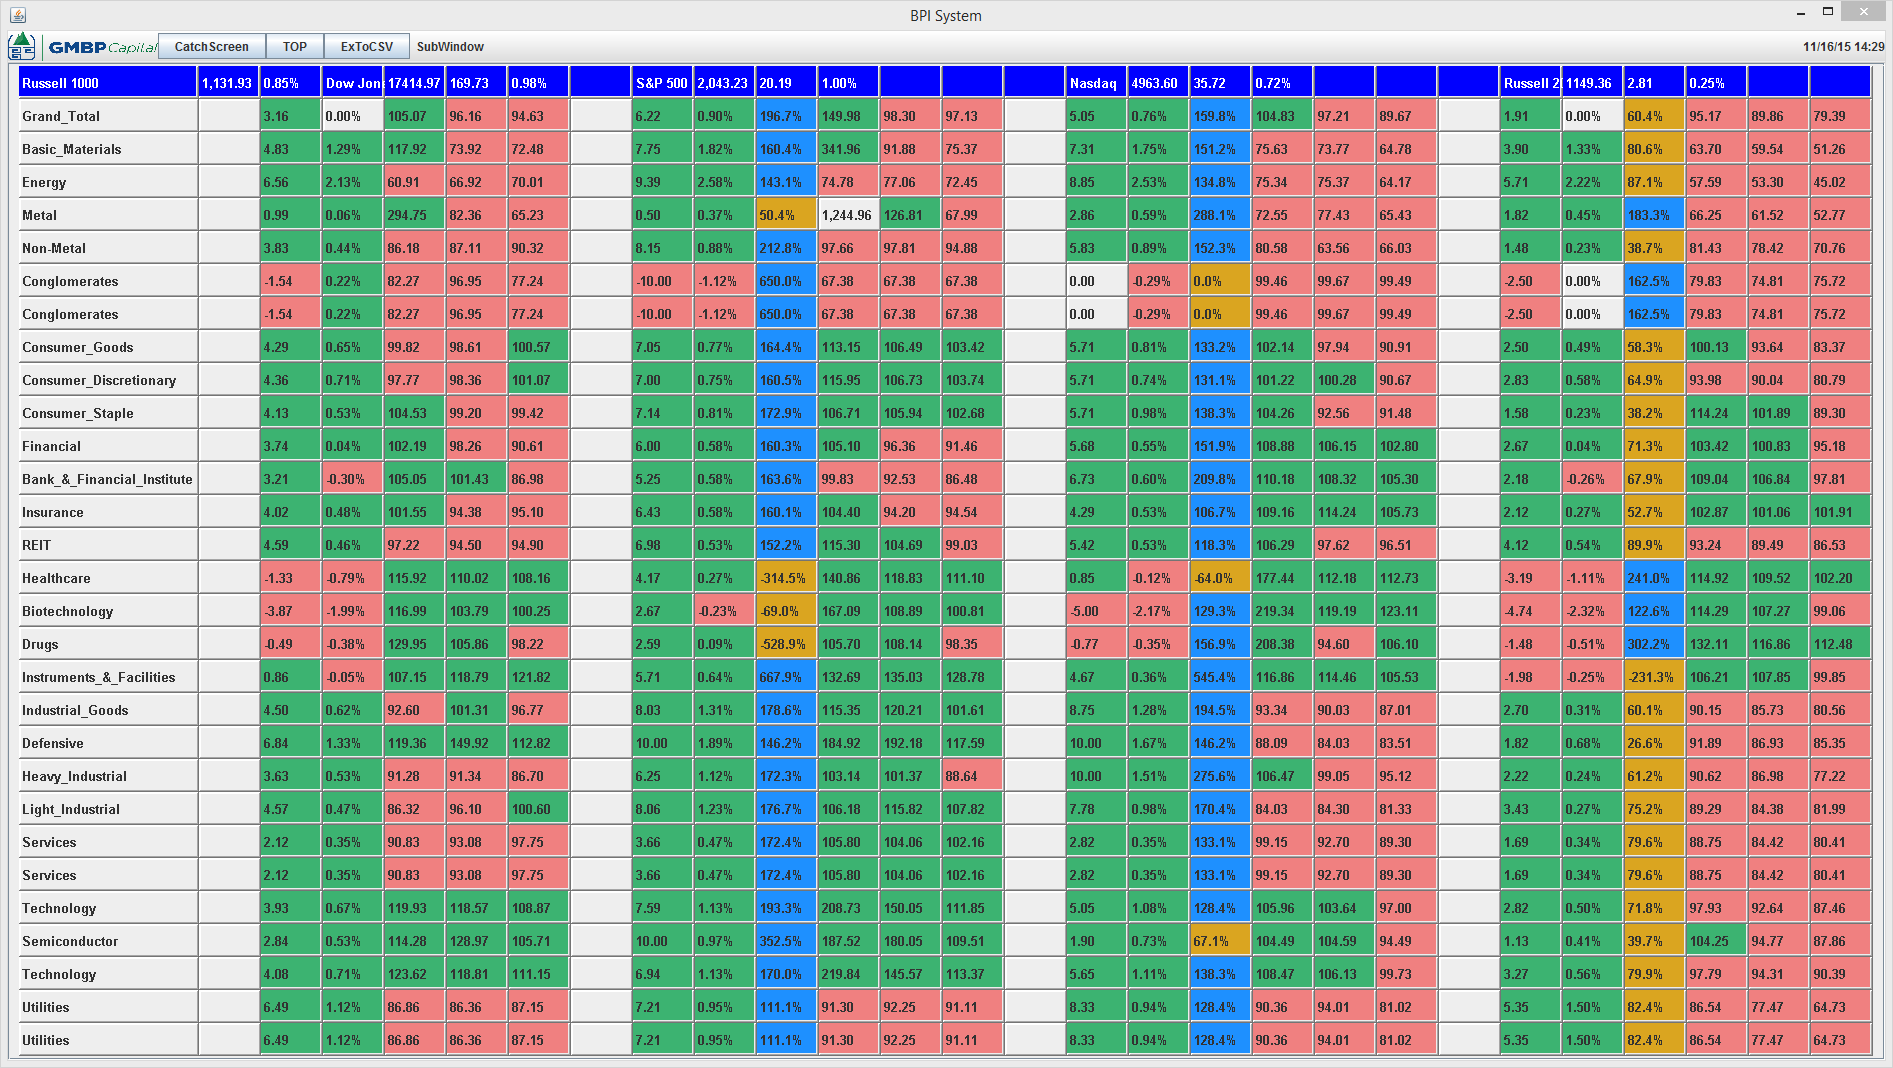 BPI System
GMBP Capital CatchScreen TOP ExToCSV SubWindow 11/16/15 14:29
Russell 1000 1,131.93 0.85% Dow Jon 17414.97 169.73 0.98% S&P 500 2,043.23 20.19 1.00% Nasdaq 4963.60 35.72 0.72% Russell 2 1149.36 2.81 0.25%
Grand_Total 3.16 0.00% 105.07 96.16 94.63 6.22 0.90% 196.7% 149.98 98.30 97.13 5.05 0.76% 159.8% 104.83 97.21 89.67 1.91 0.00% 60.4% 95.17 89.86 79.39
Basic_Materials 4.83 1.29% 117.92 73.92 72.48 7.75 1.82% 160.4% 341.96 91.88 75.37 7.31 1.75% 151.2% 75.63 73.77 64.78 3.90 1.33% 80.6% 63.70 59.54 51.26
Energy 6.56 2.13% 60.91 66.92 70.01 9.39 2.58% 143.1% 74.78 77.06 72.45 8.85 2.53% 134.8% 75.34 75.37 64.17 5.71 2.22% 87.1% 57.59 53.30 45.02
Metal 0.99 0.06% 294.75 82.36 65.23 0.50 0.37% 50.4% 1,244.96 126.81 67.99 2.86 0.59% 288.1% 72.55 77.43 65.43 1.82 0.45% 183.3% 66.25 61.52 52.77
Non-Metal 3.83 0.44% 86.18 87.11 90.32 8.15 0.88% 212.8% 97.66 97.81 94.88 5.83 0.89% 152.3% 80.58 63.56 66.03 1.48 0.23% 38.7% 81.43 78.42 70.76
Conglomerates -1.54 0.22% 82.27 96.95 77.24 -10.00 -1.12% 650.0% 67.38 67.38 67.38 0.00 -0.29% 0.0% 99.46 99.67 99.49 -2.50 0.00% 162.5% 79.83 74.81 75.72
Conglomerates -1.54 0.22% 82.27 96.95 77.24 -10.00 -1.12% 650.0% 67.38 67.38 67.38 0.00 -0.29% 0.0% 99.46 99.67 99.49 -2.50 0.00% 162.5% 79.83 74.81 75.72
Consumer_Goods 4.29 0.65% 99.82 98.61 100.57 7.05 0.77% 164.4% 113.15 106.49 103.42 5.71 0.81% 133.2% 102.14 97.94 90.91 2.50 0.49% 58.3% 100.13 93.64 83.37
Consumer_Discretionary 4.36 0.71% 97.77 98.36 101.07 7.00 0.75% 160.5% 115.95 106.73 103.74 5.71 0.74% 131.1% 101.22 100.28 90.67 2.83 0.58% 64.9% 93.98 90.04 80.79
Consumer_Staple 4.13 0.53% 104.53 99.20 99.42 7.14 0.81% 172.9% 106.71 105.94 102.68 5.71 0.98% 138.3% 104.26 92.56 91.48 1.58 0.23% 38.2% 114.24 101.89 89.30
Financial 3.74 0.04% 102.19 98.26 90.61 6.00 0.58% 160.3% 105.10 96.36 91.46 5.68 0.55% 151.9% 108.88 106.15 102.80 2.67 0.04% 71.3% 103.42 100.83 95.18
Bank_&_Financial_Institute 3.21 -0.30% 105.05 101.43 86.98 5.25 0.58% 163.6% 99.83 92.53 86.48 6.73 0.60% 209.8% 110.18 108.32 105.30 2.18 -0.26% 67.9% 109.04 106.84 97.81
Insurance 4.02 0.48% 101.55 94.38 95.10 6.43 0.58% 160.1% 104.40 94.20 94.54 4.29 0.53% 106.7% 109.16 114.24 105.73 2.12 0.27% 52.7% 102.87 101.06 101.91
REIT 4.59 0.46% 97.22 94.50 94.90 6.98 0.53% 152.2% 115.30 104.69 99.03 5.42 0.53% 118.3% 106.29 97.62 96.51 4.12 0.54% 89.9% 93.24 89.49 86.53
Healthcare -1.33 -0.79% 115.92 110.02 108.16 4.17 0.27% -314.5% 140.86 118.83 111.10 0.85 -0.12% -64.0% 177.44 112.18 112.73 -3.19 -1.11% 241.0% 114.92 109.52 102.20
Biotechnology -3.87 -1.99% 116.99 103.79 100.25 2.67 -0.23% -69.0% 167.09 108.89 100.81 -5.00 -2.17% 129.3% 219.34 119.19 123.11 -4.74 -2.32% 122.6% 114.29 107.27 99.06
Drugs -0.49 -0.38% 129.95 105.86 98.22 2.59 0.09% -528.9% 105.70 108.14 98.35 -0.77 -0.35% 156.9% 208.38 94.60 106.10 -1.48 -0.51% 302.2% 132.11 116.86 112.48
Instruments_&_Facilities 0.86 -0.05% 107.15 118.79 121.82 5.71 0.64% 667.9% 132.69 135.03 128.78 4.67 0.36% 545.4% 116.86 114.46 105.53 -1.98 -0.25% -231.3% 106.21 107.85 99.85
Industrial_Goods 4.50 0.62% 92.60 101.31 96.77 8.03 1.31% 178.6% 115.35 120.21 101.61 8.75 1.28% 194.5% 93.34 90.03 87.01 2.70 0.31% 60.1% 90.15 85.73 80.56
Defensive 6.84 1.33% 119.36 149.92 112.82 10.00 1.89% 146.2% 184.92 192.18 117.59 10.00 1.67% 146.2% 88.09 84.03 83.51 1.82 0.68% 26.6% 91.89 86.93 85.35
Heavy_Industrial 3.63 0.53% 91.28 91.34 86.70 6.25 1.12% 172.3% 103.14 101.37 88.64 10.00 1.51% 275.6% 106.47 99.05 95.12 2.22 0.24% 61.2% 90.62 86.98 77.22
Light_Industrial 4.57 0.47% 86.32 96.10 100.60 8.06 1.23% 176.7% 106.18 115.82 107.82 7.78 0.98% 170.4% 84.03 84.30 81.33 3.43 0.27% 75.2% 89.29 84.38 81.99
Services 2.12 0.35% 90.83 93.08 97.75 3.66 0.47% 172.4% 105.80 104.06 102.16 2.82 0.35% 133.1% 99.15 92.70 89.30 1.69 0.34% 79.6% 88.75 84.42 80.41
Services 2.12 0.35% 90.83 93.08 97.75 3.66 0.47% 172.4% 105.80 104.06 102.16 2.82 0.35% 133.1% 99.15 92.70 89.30 1.69 0.34% 79.6% 88.75 84.42 80.41
Technology 3.93 0.67% 119.93 118.57 108.87 7.59 1.13% 193.3% 208.73 150.05 111.85 5.05 1.08% 128.4% 105.96 103.64 97.00 2.82 0.50% 71.8% 97.93 92.64 87.46
Semiconductor 2.84 0.53% 114.28 128.97 105.71 10.00 0.97% 352.5% 187.52 180.05 109.51 1.90 0.73% 67.1% 104.49 104.59 94.49 1.13 0.41% 39.7% 104.25 94.77 87.86
Technology 4.08 0.71% 123.62 118.81 111.15 6.94 1.13% 170.0% 219.84 145.57 113.37 5.65 1.11% 138.3% 108.47 106.13 99.73 3.27 0.56% 79.9% 97.79 94.31 90.39
Utilities 6.49 1.12% 86.86 86.36 87.15 7.21 0.95% 111.1% 91.30 92.25 91.11 8.33 0.94% 128.4% 90.36 94.01 81.02 5.35 1.50% 82.4% 86.54 77.47 64.73
Utilities 6.49 1.12% 86.86 86.36 87.15 7.21 0.95% 111.1% 91.30 92.25 91.11 8.33 0.94% 128.4% 90.36 94.01 81.02 5.35 1.50% 82.4% 86.54 77.47 64.73